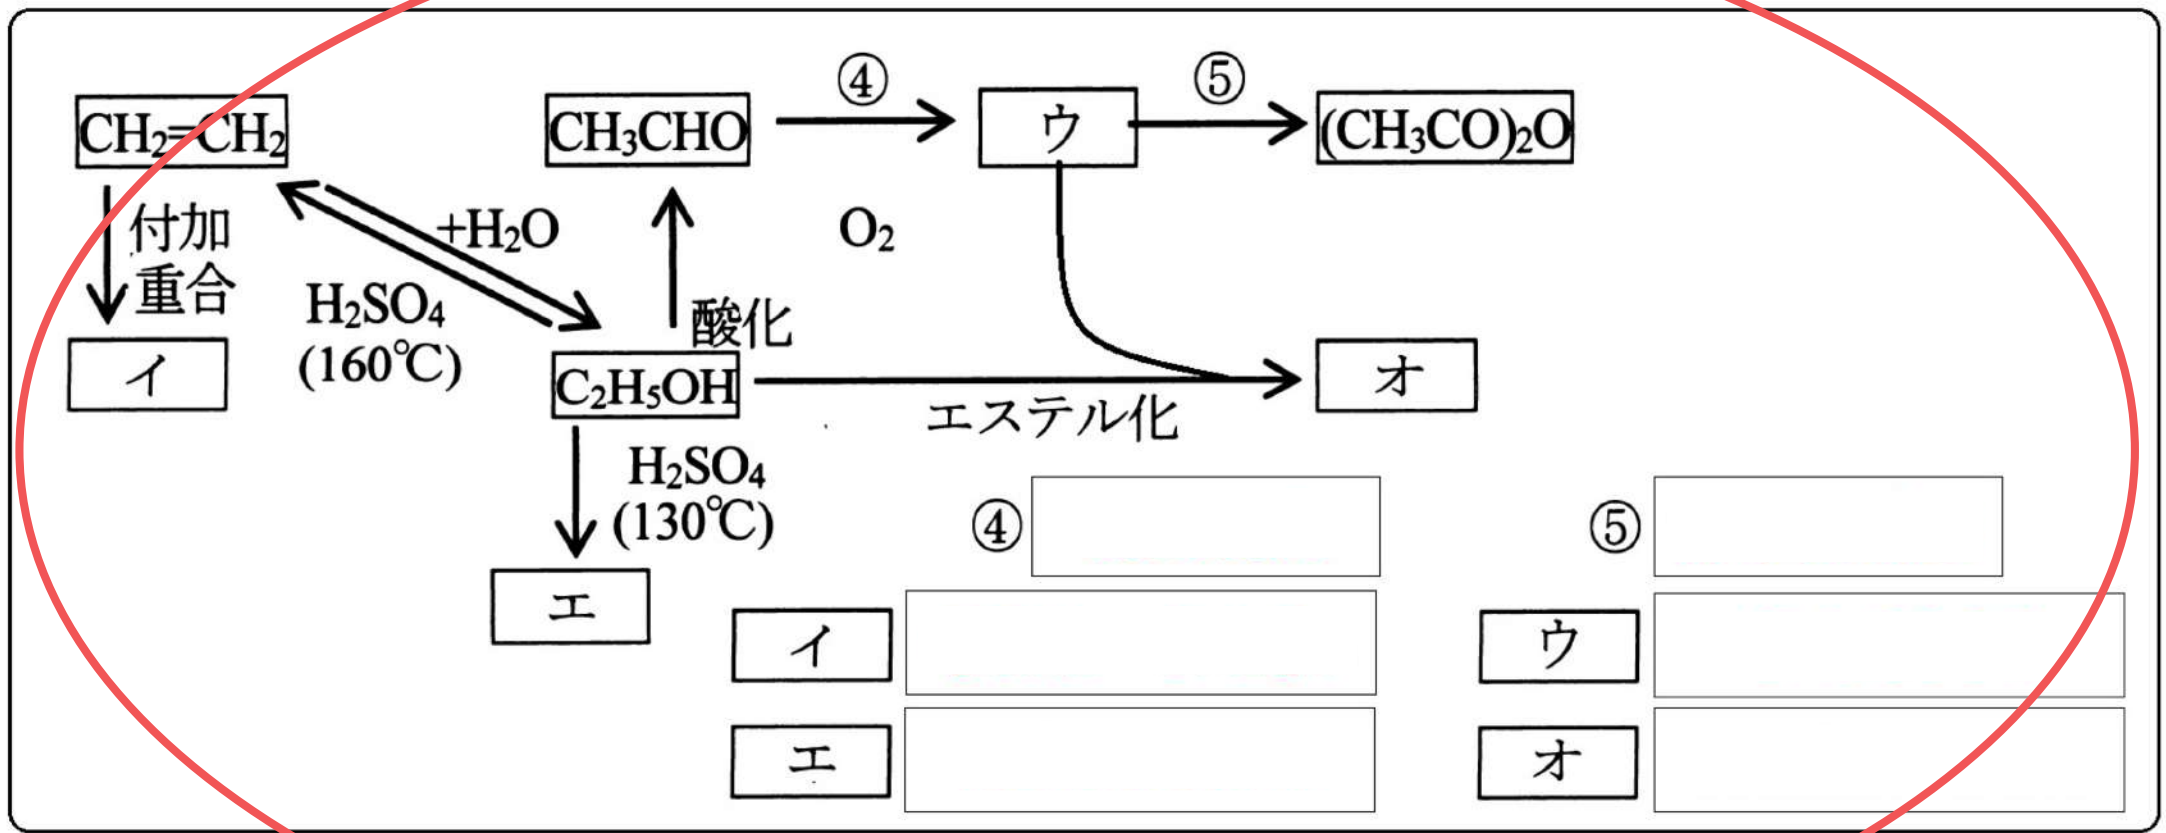 ④ ⑤
CH₂=CH₂ CH₃CHO ウ (CH₃CO)₂O
付加
重合
+H₂O O₂
H₂SO₄
(160℃)
酸化
イ C₂H₅OH オ
エステル化
H₂SO₄
(130℃)
④ ⑤
エ
イ ウ
エ オ